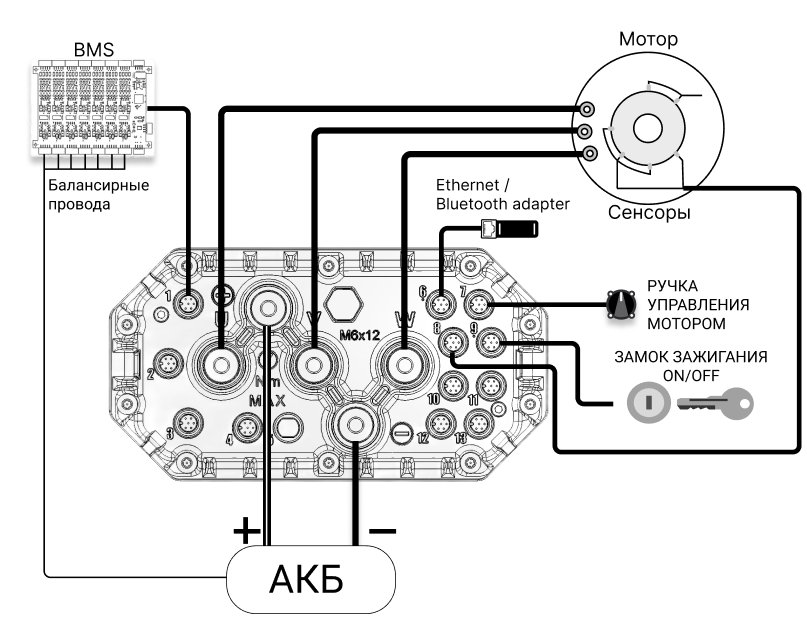 BMS
Мотор
Балансирные
провода
Ethernet /
Bluetooth adapter
Сенсоры
1
6
7
РУЧКА
УПРАВЛЕНИЯ
МОТОРОМ
U
V
W
M6x12
8
9
ЗАМОК ЗАЖИГАНИЯ
ON/OFF
2
Nm
MAX
10
11
3
4
12
13
+
−
АКБ